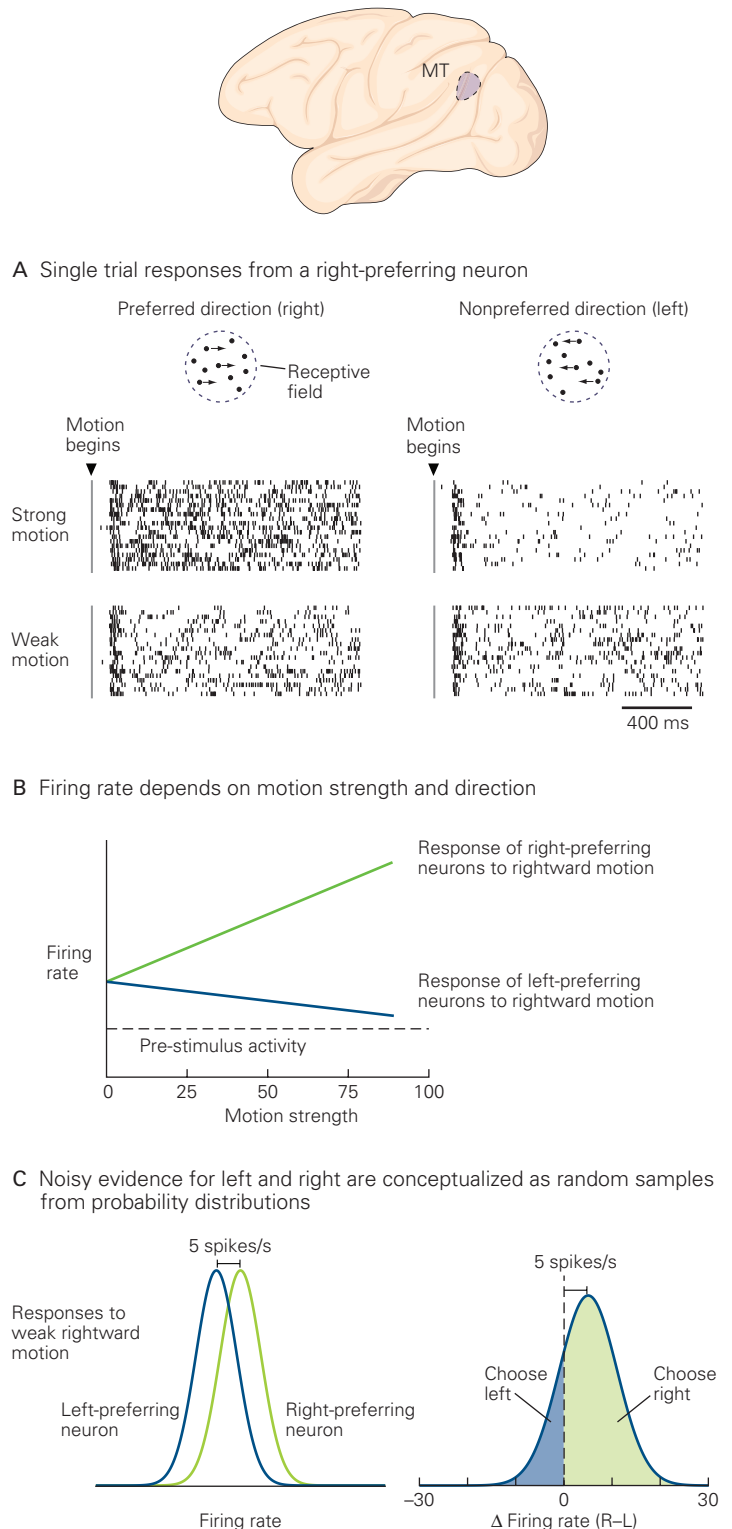 MT
A Single trial responses from a right-preferring neuron
Preferred direction (right)
Nonpreferred direction (left)
Receptive
field
Motion
begins
Motion
begins
Strong
motion
Weak
motion
400 ms
B Firing rate depends on motion strength and direction
Response of right-preferring
neurons to rightward motion
Firing
rate
Response of left-preferring
neurons to rightward motion
Pre-stimulus activity
0 25 50 75 100
Motion strength
C Noisy evidence for left and right are conceptualized as random samples
from probability distributions
5 spikes/s
Responses to
weak rightward
motion
Left-preferring
neuron
Right-preferring
neuron
Firing rate
5 spikes/s
Choose
left
Choose
right
–30 0 30
Δ Firing rate (R–L)